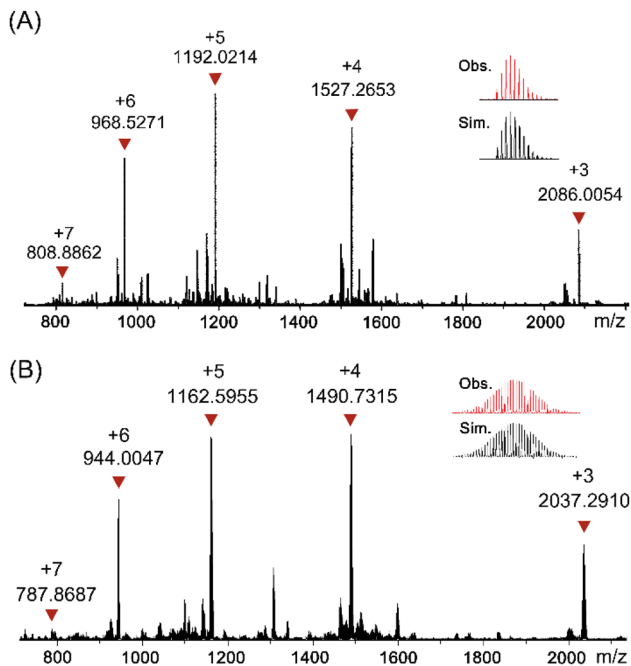 (A)
+5
1192.0214
+4
1527.2653
+6
968.5271
Obs.
Sim.
+3
2086.0054
+7
808.8862
800 1000 1200 1400 1600 1800 2000 m/z
(B)
+5
1162.5955
+4
1490.7315
Obs.
Sim.
+6
944.0047
+3
2037.2910
+7
787.8687
800 1000 1200 1400 1600 1800 2000 m/z